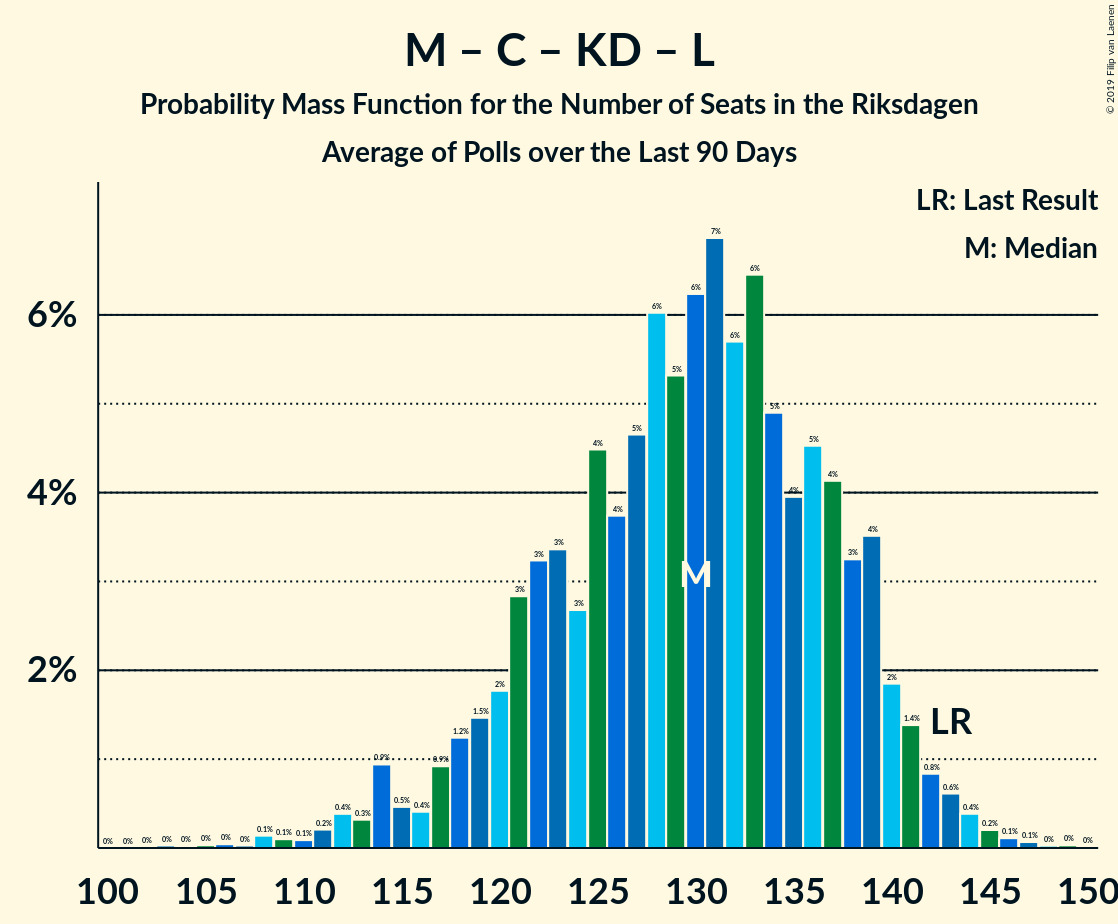 M – C – KD – L
Probability Mass Function for the Number of Seats in the Riksdagen
Average of Polls over the Last 90 Days
© 2019 Filip van Laenen
LR: Last Result
M: Median
6%
4%
2%
0% 0% 0% 0% 0% 0% 0% 0% 0.1% 0.1% 0.1% 0.2% 0.4% 0.3% 0.9% 0.5% 0.4% 0.9% 1.2% 1.5% 2% 3% 3% 3% 3% 4% 4% 5% 6% 5% 6% 7% 6% 6% 5% 4% 5% 4% 3% 4% 2% 1.4% 0.8% 0.6% 0.4% 0.2% 0.1% 0.1% 0% 0% 0%
M
LR
100 105 110 115 120 125 130 135 140 145 150